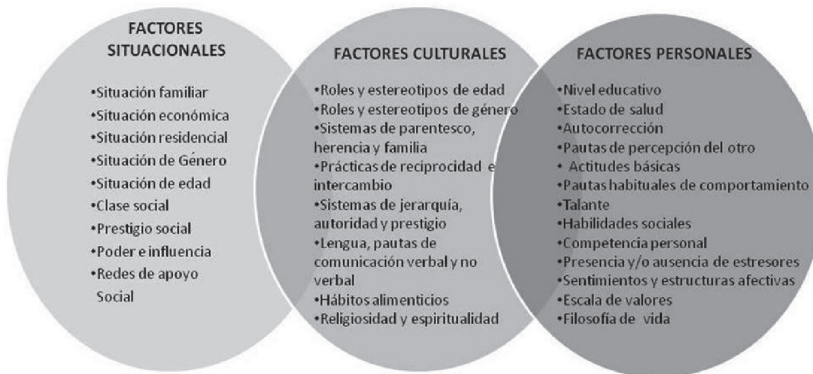 FACTORES
SITUACIONALES
•Situación familiar
•Situación económica
•Situación residencial
•Situación de Género
•Situación de edad
•Clase social
•Prestigio social
•Poder e influencia
•Redes de apoyo
Social
FACTORES CULTURALES
•Roles y estereotipos de edad
•Roles y estereotipos de género
•Sistemas de parentesco,
herencia y familia
•Prácticas de reciprocidad e
intercambio
•Sistemas de jerarquía,
autoridad y prestigio
•Lengua, pautas de
comunicación verbal y no
verbal
•Hábitos alimenticios
•Religiosidad y espiritualidad
FACTORES PERSONALES
•Nivel educativo
•Estado de salud
•Autocorrección
•Pautas de percepción del otro
• Actitudes básicas
•Pautas habituales de comportamiento
•Talante
•Habilidades sociales
•Competencia personal
•Presencia y/o ausencia de estresores
•Sentimientos y estructuras afectivas
•Escala de valores
•Filosofía de vida